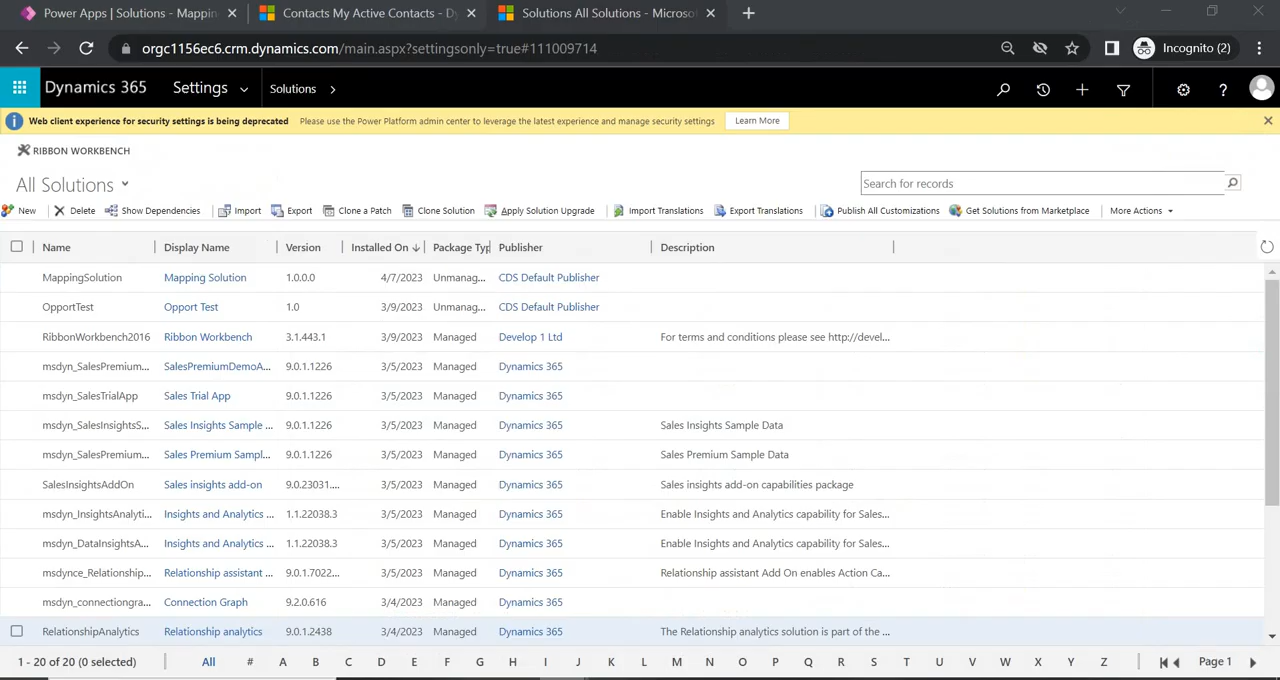 Power Apps | Solutions - Mappin
Contacts My Active Contacts - Dy
Solutions All Solutions - Microso
orgc1156ec6.crm.dynamics.com/main.aspx?settingsonly=true#111009714
Incognito (2)
Dynamics 365 Settings Solutions
Web client experience for security settings is being deprecated Please use the Power Platform admin center to leverage the latest experience and manage security settings Learn More
RIBBON WORKBENCH
All Solutions
Search for records
New Delete Show Dependencies Import Export Clone a Patch Clone Solution Apply Solution Upgrade Import Translations Export Translations Publish All Customizations Get Solutions from Marketplace More Actions
Name Display Name Version Installed On Package Typ Publisher Description
MappingSolution Mapping Solution 1.0.0.0 4/7/2023 Unmanag... CDS Default Publisher
OpportTest Opport Test 1.0 3/9/2023 Unmanag... CDS Default Publisher
RibbonWorkbench2016 Ribbon Workbench 3.1.443.1 3/9/2023 Managed Develop 1 Ltd For terms and conditions please see http://devel...
msdyn_SalesPremium... SalesPremiumDemoA... 9.0.1.1226 3/5/2023 Managed Dynamics 365
msdyn_SalesTrialApp Sales Trial App 9.0.1.1226 3/5/2023 Managed Dynamics 365
msdyn_SalesInsightsS... Sales Insights Sample ... 9.0.1.1226 3/5/2023 Managed Dynamics 365 Sales Insights Sample Data
msdyn_SalesPremium... Sales Premium Sampl... 9.0.1.1226 3/5/2023 Managed Dynamics 365 Sales Premium Sample Data
SalesInsightsAddOn Sales insights add-on 9.0.23031.... 3/5/2023 Managed Dynamics 365 Sales insights add-on capabilities package
msdyn_InsightsAnalyti... Insights and Analytics ... 1.1.22038.3 3/5/2023 Managed Dynamics 365 Enable Insights and Analytics capability for Sales...
msdyn_DataInsightsA... Insights and Analytics ... 1.1.22038.3 3/5/2023 Managed Dynamics 365 Enable Insights and Analytics capability for Sales...
msdynce_Relationship... Relationship assistant ... 9.0.1.7022... 3/5/2023 Managed Dynamics 365 Relationship assistant Add On enables Action Ca...
msdyn_connectiongra... Connection Graph 9.2.0.616 3/4/2023 Managed Dynamics 365
RelationshipAnalytics Relationship analytics 9.0.1.2438 3/4/2023 Managed Dynamics 365 The Relationship analytics solution is part of the ...
1 - 20 of 20 (0 selected) All # A B C D E F G H I J K L M N O P Q R S T U V W X Y Z Page 1